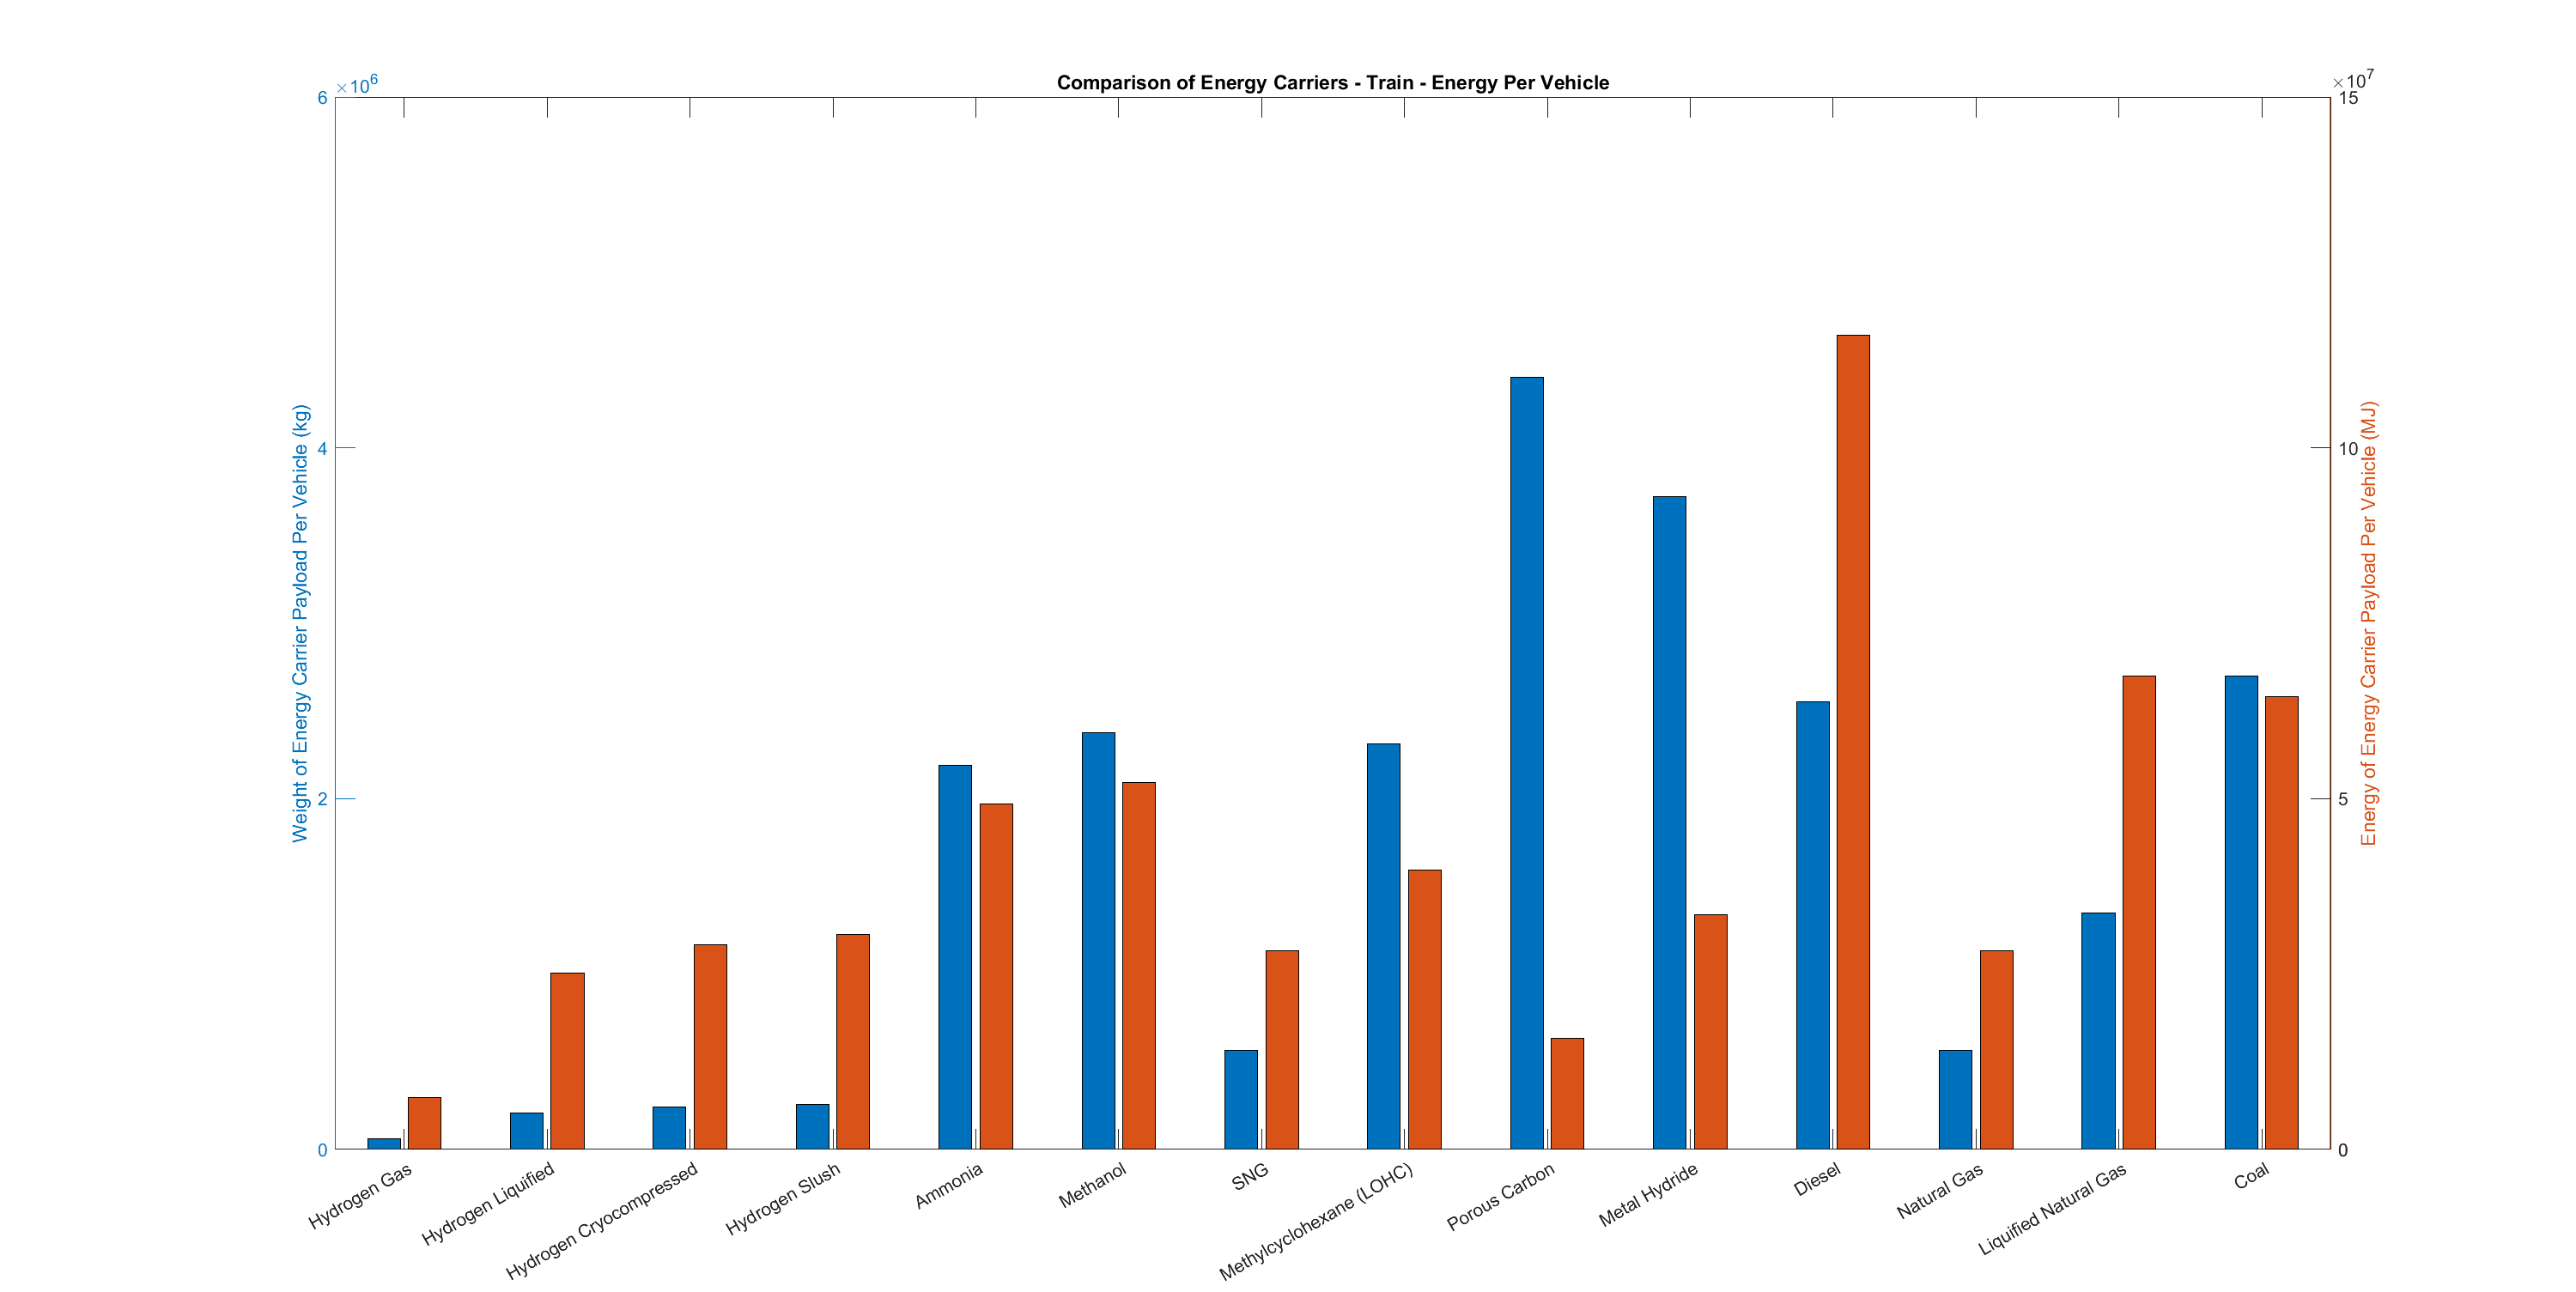 Comparison of Energy Carriers - Train - Energy Per Vehicle
×10^6
×10^7
6
4
2
0
Weight of Energy Carrier Payload Per Vehicle (kg)
15
10
5
0
Energy of Energy Carrier Payload Per Vehicle (MJ)
Hydrogen Gas
Hydrogen Liquified
Hydrogen Cryocompressed
Hydrogen Slush
Ammonia
Methanol
SNG
Methylcyclohexane (LOHC)
Porous Carbon
Metal Hydride
Diesel
Natural Gas
Liquified Natural Gas
Coal